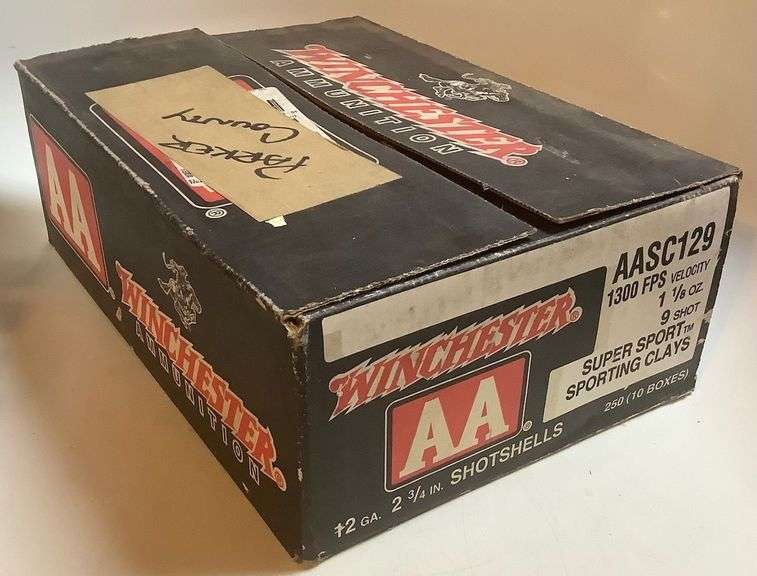 WINCHESTER®
AMMUNITION
PARKER
COUNTY
®
AA
WINCHESTER®
AMMUNITION
AASC129
1300 FPS VELOCITY
1 1/8 OZ.
9 SHOT
SUPER SPORT™
SPORTING CLAYS
250 (10 BOXES)
WINCHESTER®
AA®
12 GA. 2 3/4 IN. SHOTSHELLS